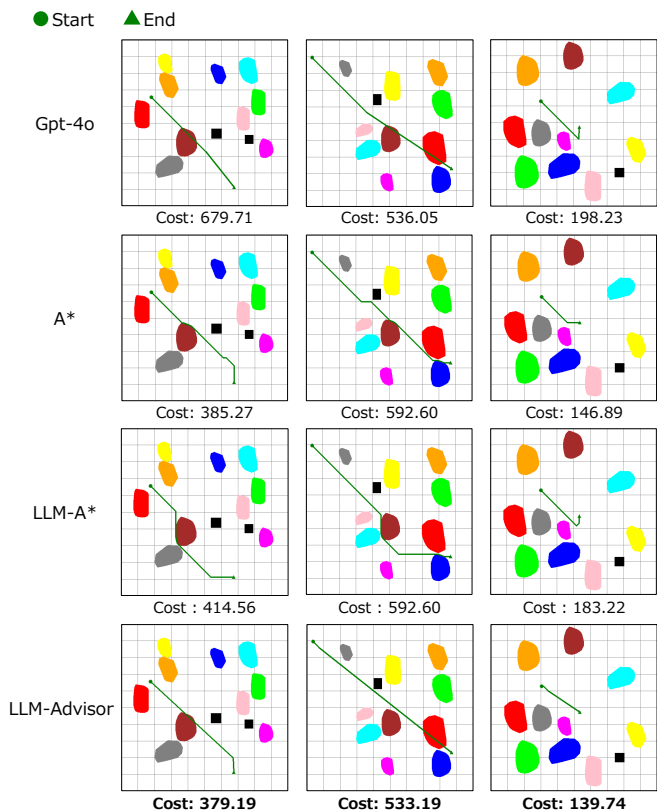 Start End
Gpt-4o
Cost: 679.71 Cost: 536.05 Cost: 198.23
A*
Cost: 385.27 Cost: 592.60 Cost: 146.89
LLM-A*
Cost : 414.56 Cost : 592.60 Cost : 183.22
LLM-Advisor
Cost: 379.19 Cost: 533.19 Cost: 139.74